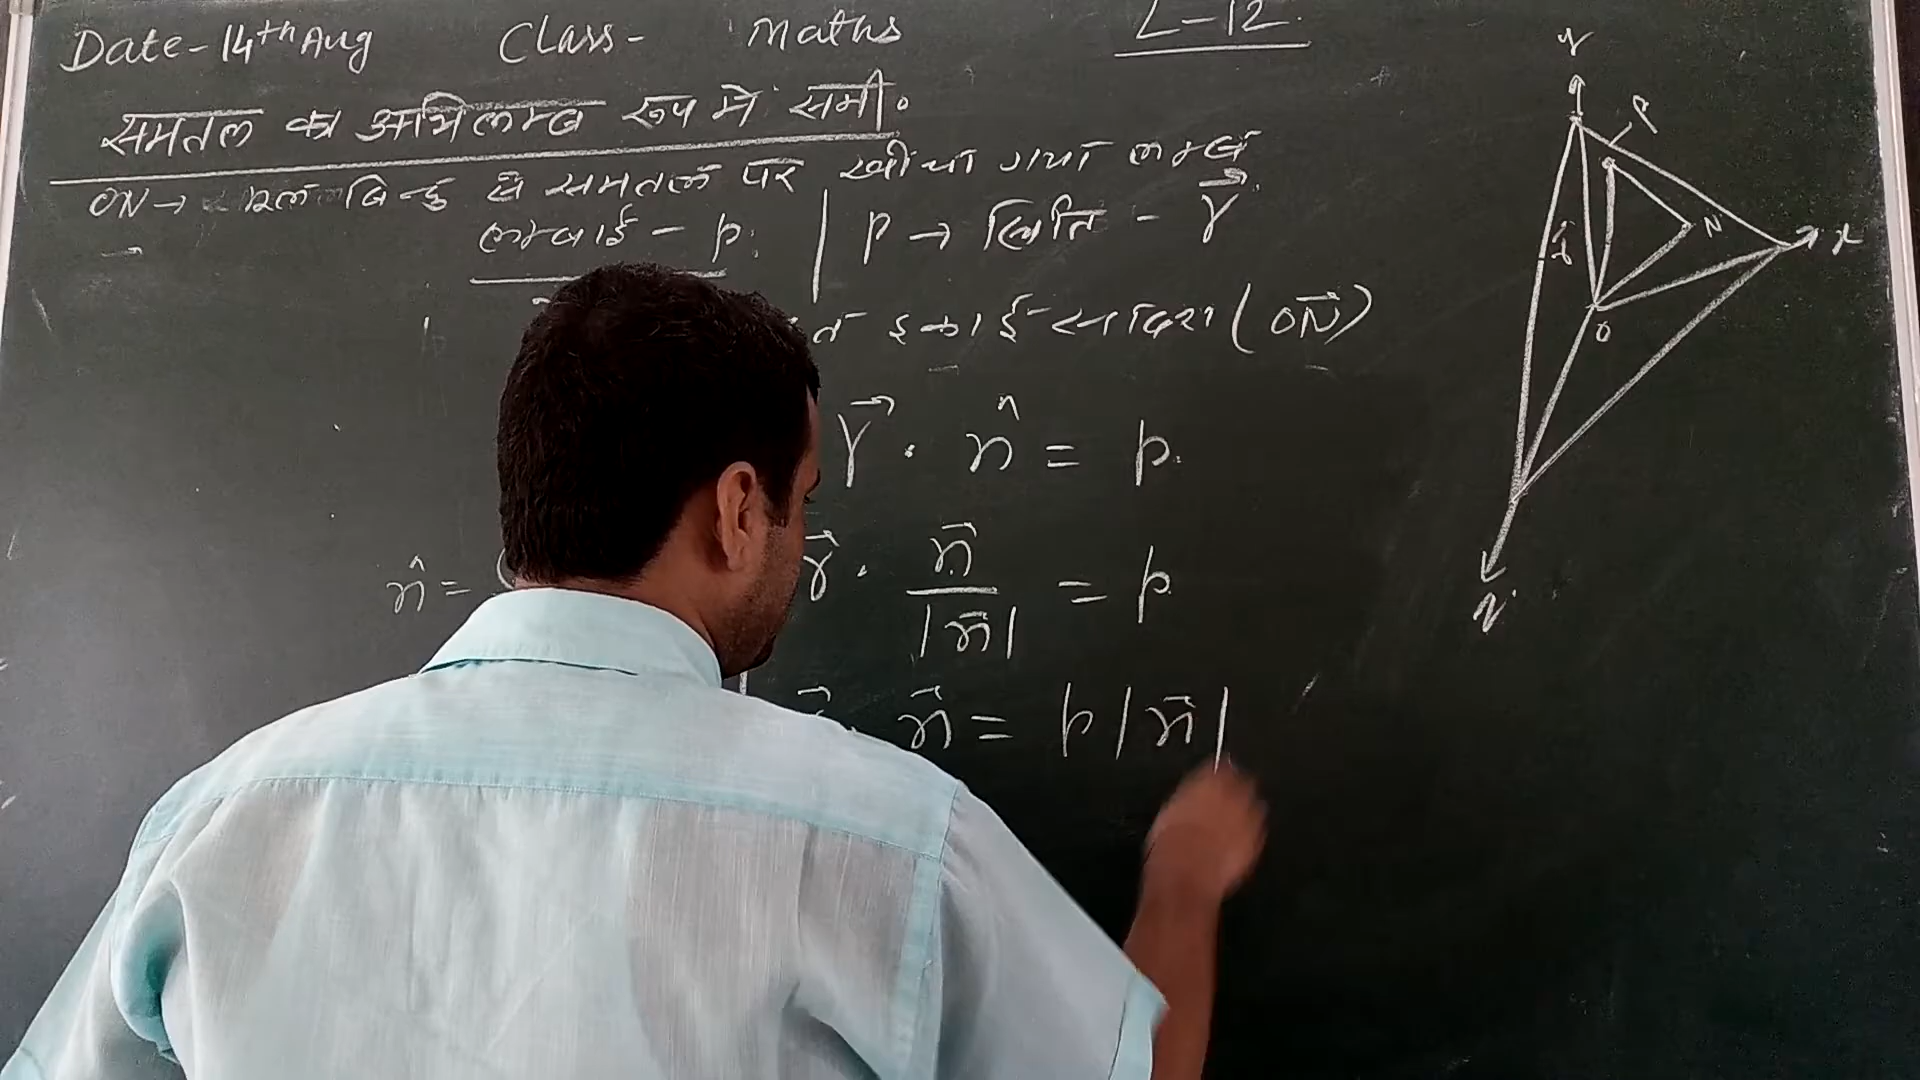 Date-14th Aug Class- Maths L-12.
समतल का अभिलम्ब रूप में समी०
ON → मूल बिन्दु से समतल पर खींचा गया लम्ब
लम्बाई - p. | P → स्थिति - r⃗.
इकाई सदिश (ON⃗)
r⃗ . n̂ = p.
n̂ =
r⃗ . n⃗ / |n⃗| = p.
. n⃗ = p|n⃗|
Y
P
N
X
O
Z